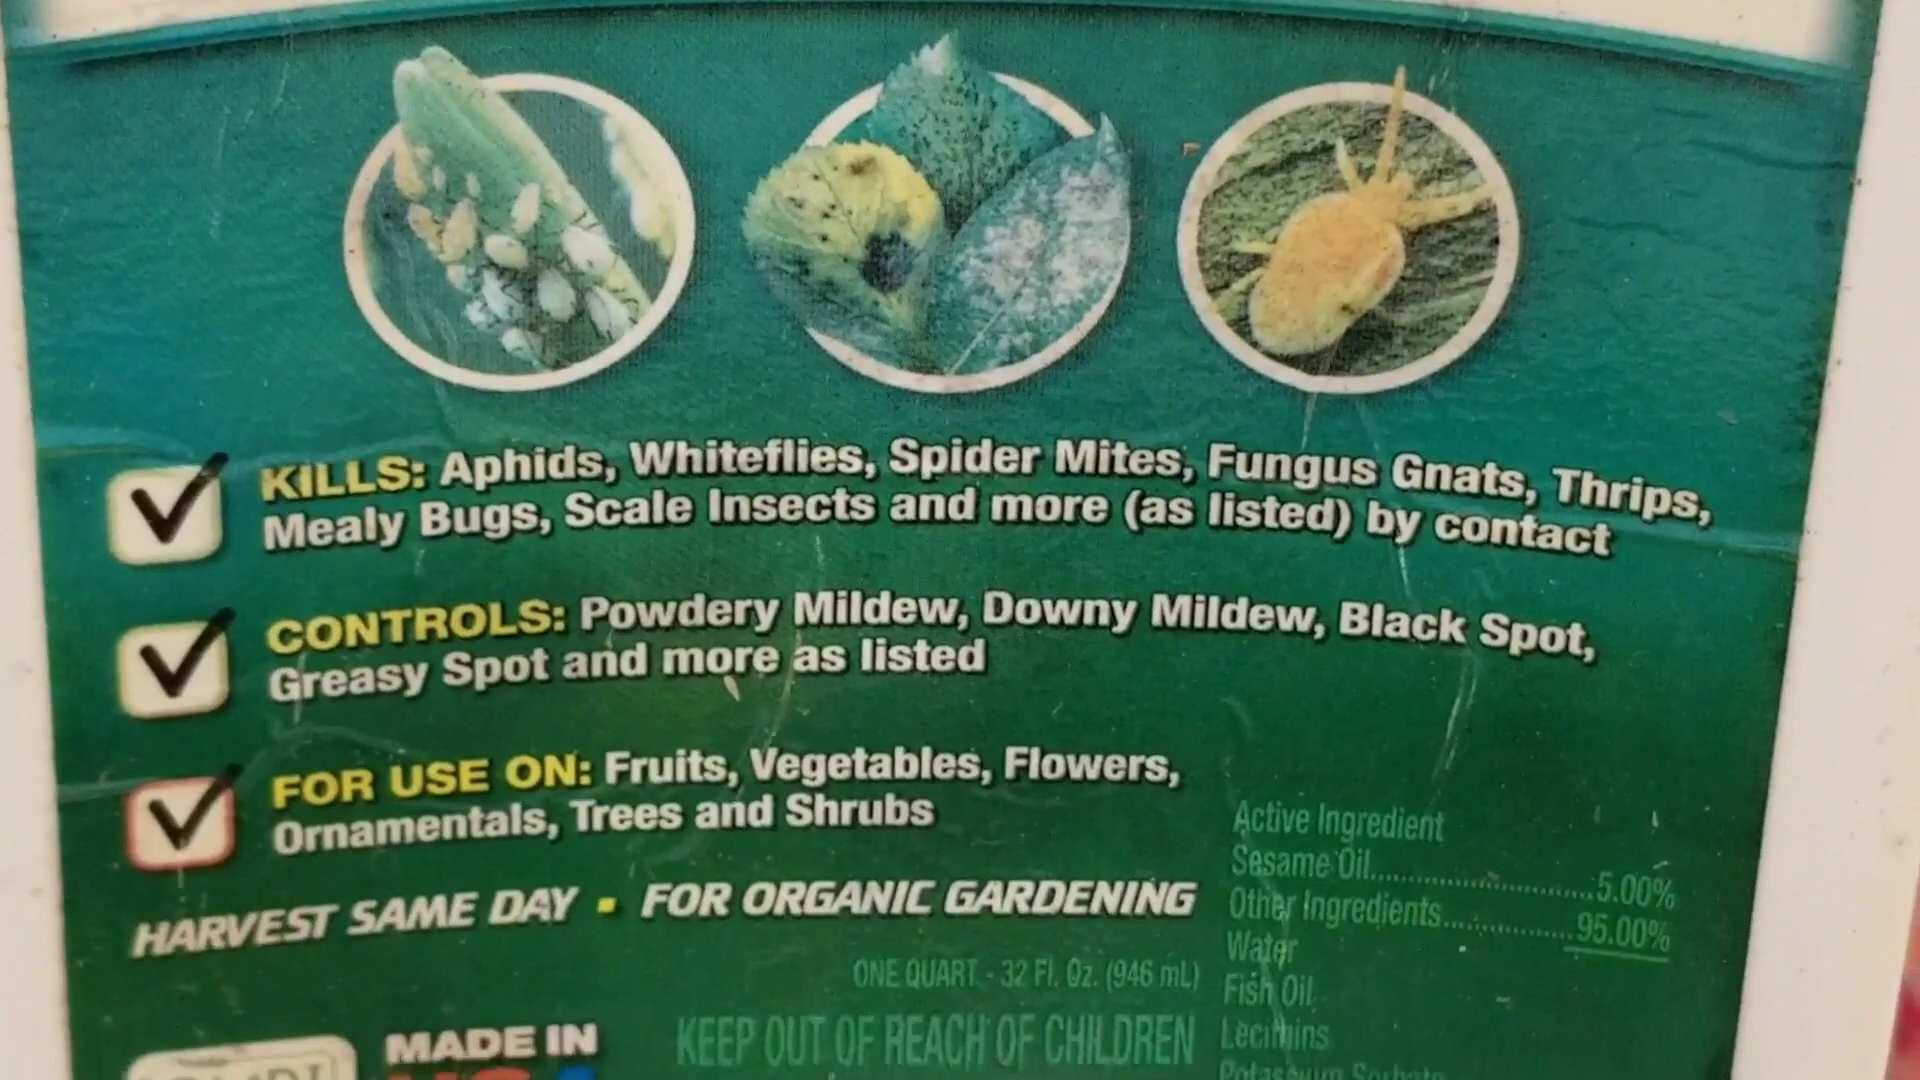 KILLS: Aphids, Whiteflies, Spider Mites, Fungus Gnats, Thrips,
Mealy Bugs, Scale Insects and more (as listed) by contact
CONTROLS: Powdery Mildew, Downy Mildew, Black Spot,
Greasy Spot and more as listed
FOR USE ON: Fruits, Vegetables, Flowers,
Ornamentals, Trees and Shrubs
HARVEST SAME DAY ▪ FOR ORGANIC GARDENING
ONE QUART - 32 Fl. Oz. (946 mL)
KEEP OUT OF REACH OF CHILDREN
MADE IN
Active Ingredient
Sesame Oil..............................5.00%
Other Ingredients..................95.00%
Water
Fish Oil
Lecithins
Potassium Sorbate